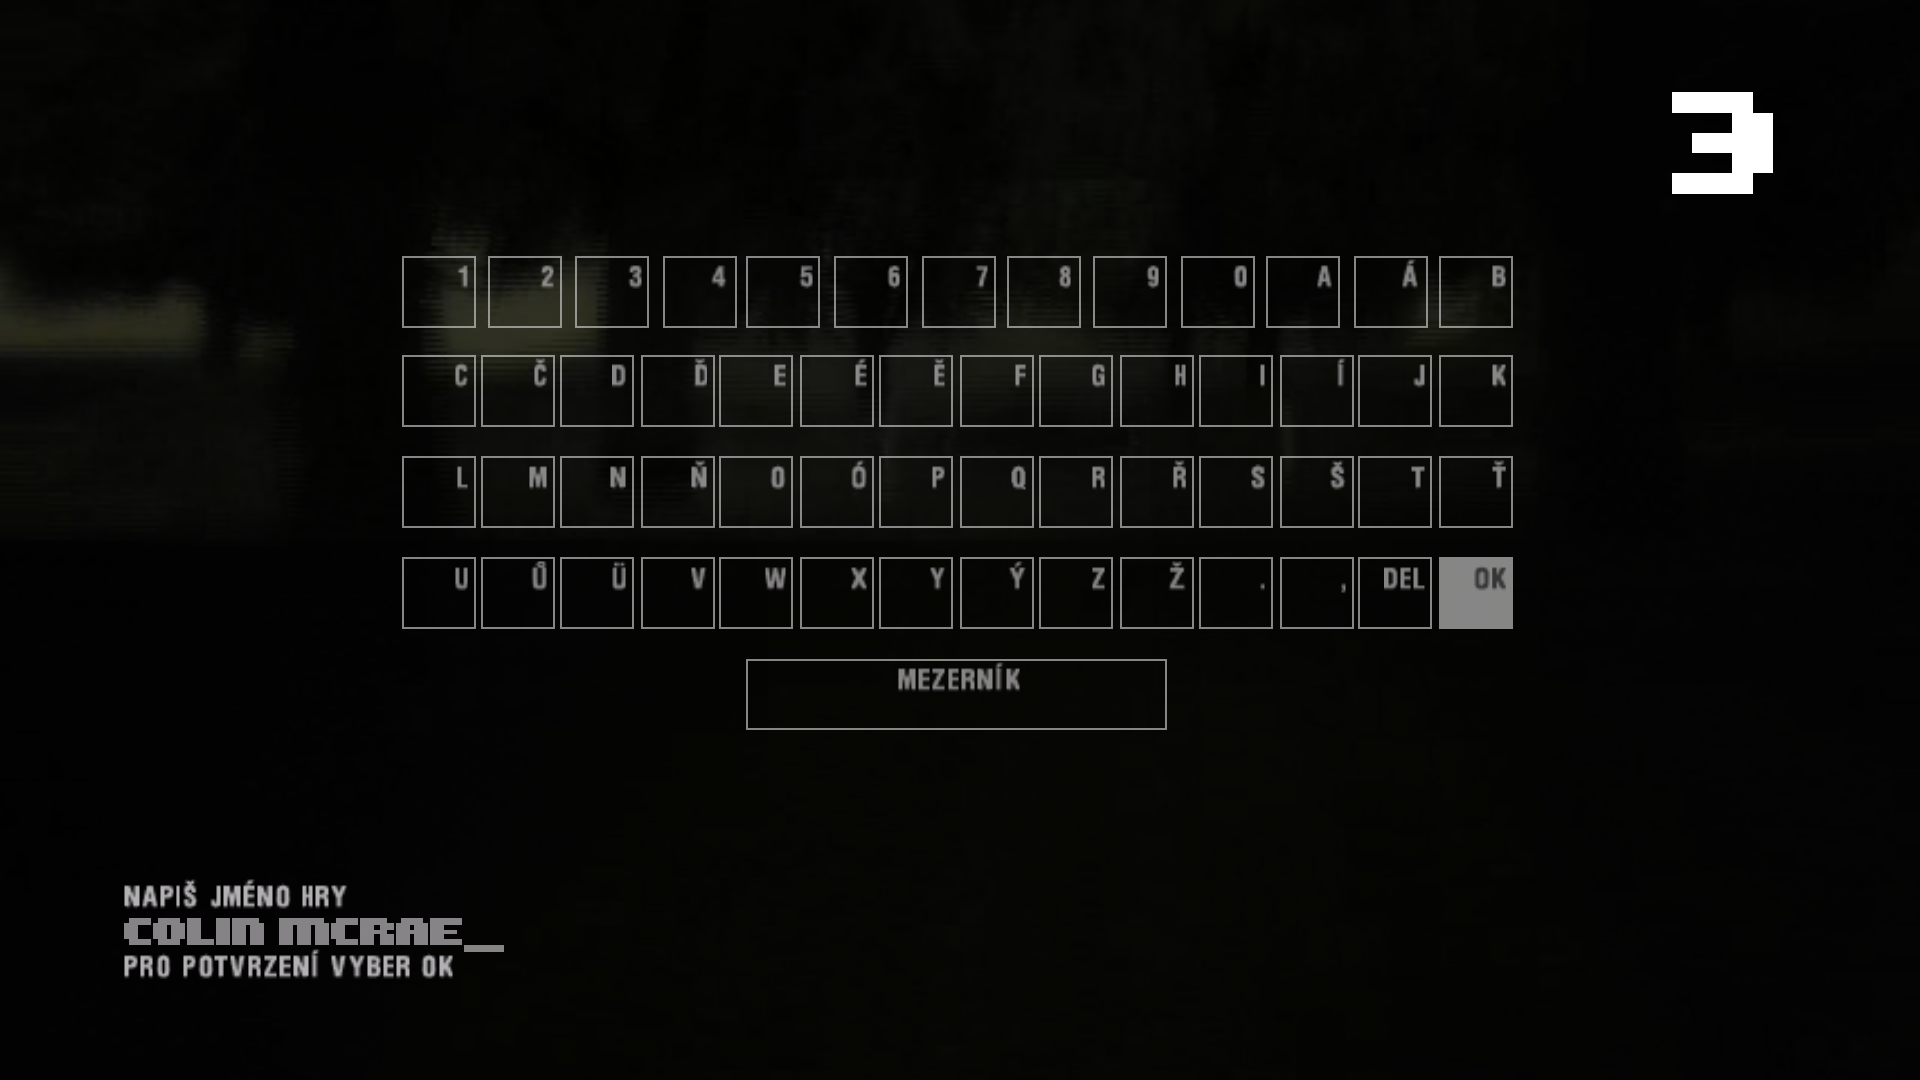 3
1 2 3 4 5 6 7 8 9 0 A Á B
C Č D Ď E É Ě F G H I Í J K
L M N Ň O Ó P Q R Ř S Š T Ť
U Ű Ü V W X Y Ý Z Ž . , DEL OK
MEZERNÍK
NAPIŠ JMÉNO HRY
COLIN MCRAE_
PRO POTVRZENÍ VYBER OK